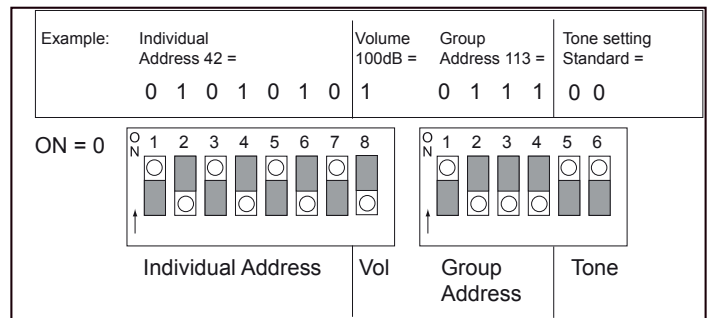 Example: Individual Address 42 = Volume 100dB = Group Address 113 = Tone setting Standard =
0 1 0 1 0 1 0 1 0 1 1 1 0 0
ON = 0
ON 1 2 3 4 5 6 7 8 ON 1 2 3 4 5 6
Individual Address Vol Group Address Tone